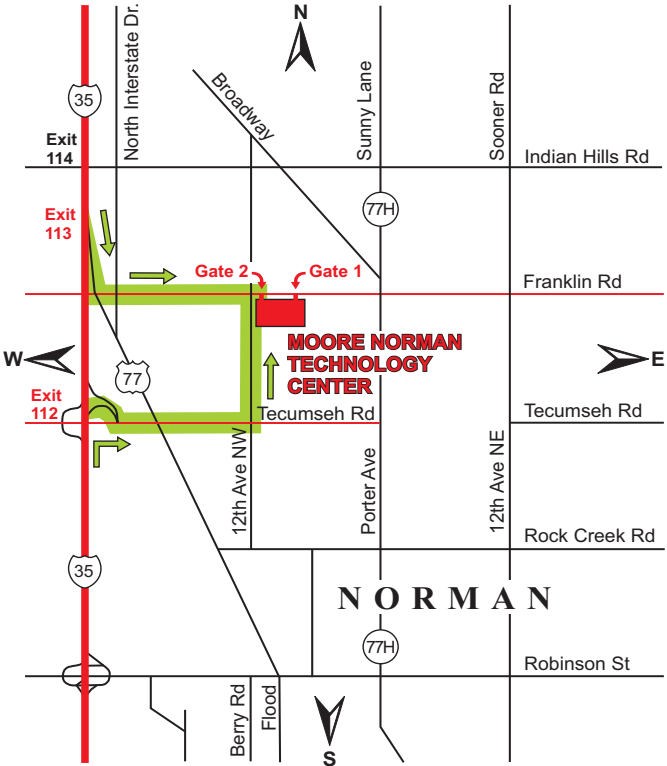 N
North Interstate Dr.
Broadway
Sunny Lane
Sooner Rd
35
Exit
114
Indian Hills Rd
77H
Exit
113
Gate 2
Gate 1
Franklin Rd
MOORE NORMAN
TECHNOLOGY
CENTER
W
E
77
Exit
112
Tecumseh Rd
Tecumseh Rd
12th Ave NW
Porter Ave
12th Ave NE
Rock Creek Rd
35
NORMAN
77H
Robinson St
Berry Rd
Flood
S